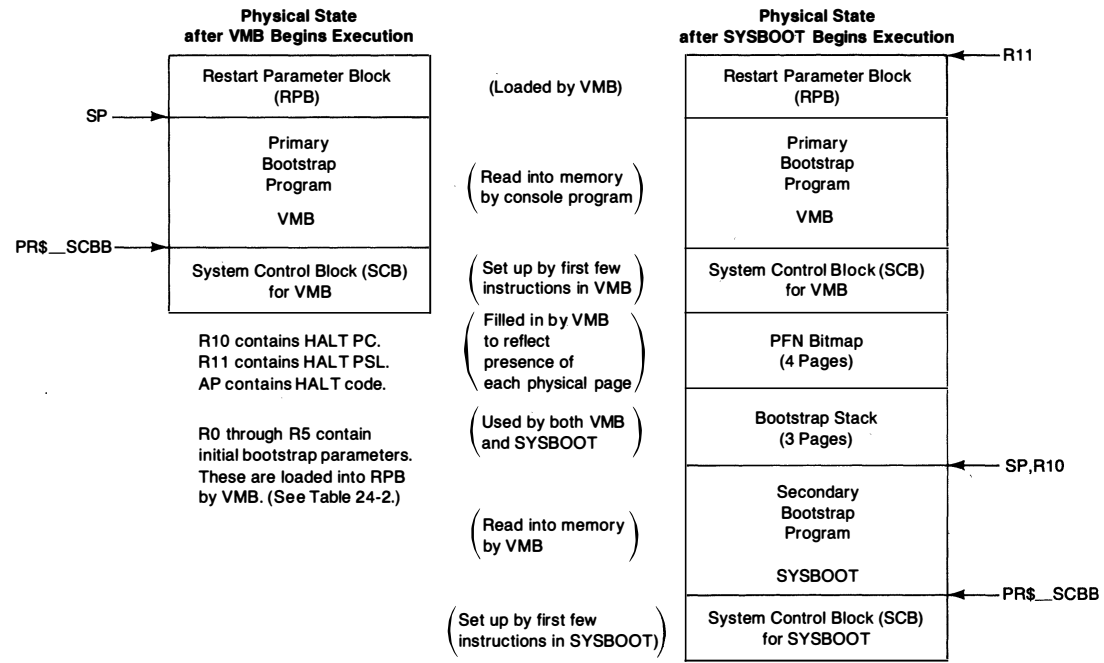 Physical State
after VMB Begins Execution
Restart Parameter Block
(RPB)
SP
Primary
Bootstrap
Program
VMB
PR$__SCBB
System Control Block (SCB)
for VMB
R10 contains HALT PC.
R11 contains HALT PSL.
AP contains HALT code.
R0 through R5 contain
initial bootstrap parameters.
These are loaded into RPB
by VMB. (See Table 24-2.)
(Loaded by VMB)
(Read into memory
by console program)
(Set up by first few
instructions in VMB)
(Filled in by VMB
to reflect
presence of
each physical page)
(Used by both VMB
and SYSBOOT)
(Read into memory
by VMB)
(Set up by first few
instructions in SYSBOOT))
Physical State
after SYSBOOT Begins Execution
R11
Restart Parameter Block
(RPB)
Primary
Bootstrap
Program
VMB
System Control Block (SCB)
for VMB
PFN Bitmap
(4 Pages)
Bootstrap Stack
(3 Pages)
SP,R10
Secondary
Bootstrap
Program
SYSBOOT
PR$__SCBB
System Control Block (SCB)
for SYSBOOT